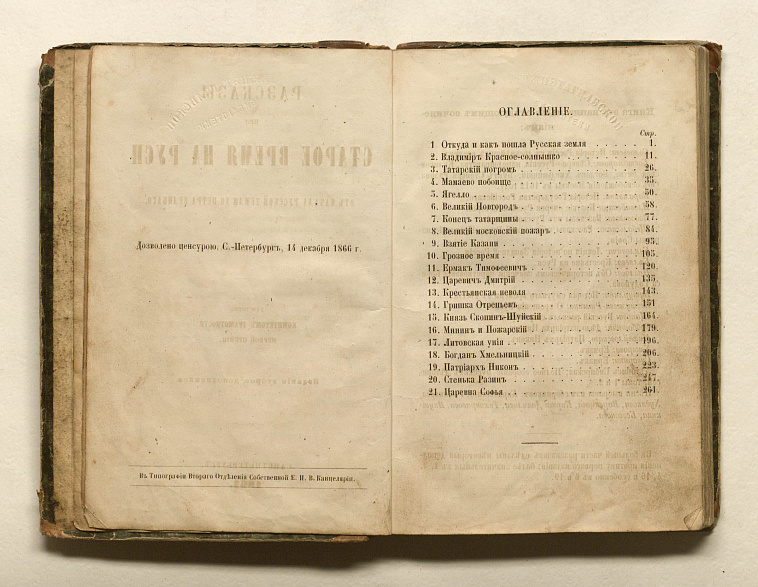 Дозволено цензурою, С.-Петербургъ, 14 декабря 1866 г.
Въ Типографіи Втораго Отдѣленія Собственной Е. И. В. Канцеляріи.
ОГЛАВЛЕНІЕ.
Стр.
1 Откуда и какъ пошла Русская земля . . . . . 1.
2. Владиміръ Красное-солнышко . . . . . . 11.
3. Татарскій погромъ . . . . . . . . . 26.
4. Мамаево побоище . . . . . . . . . 35.
5. Ягелло . . . . . . . . . . . . 50.
6. Великій Новгородъ . . . . . . . . . 58.
7. Конецъ татарщины . . . . . . . . . 77.
8. Великій московскій пожаръ . . . . . . . 84.
9. Взятіе Казани . . . . . . . . . . 95.
10. Грозное время . . . . . . . . . . 105.
11. Ермакъ Тимофеевичъ . . . . . . . . 120.
12. Царевичъ Дмитрій . . . . . . . . . 135.
13. Крестьянская неволя . . . . . . . . 143.
14. Гришка Отрепьевъ . . . . . . . . . 151
15. Князь Скопинъ-Шуйскій . . . . . . . 164.
16. Мининъ и Пожарскій . . . . . . . . 179.
17. Литовская унія . . . . . . . . . . 196.
18. Богданъ Хмельницкій . . . . . . . . 206.
19. Патріархъ Никонъ . . . . . . . . . 223.
20. Стенька Разинъ . . . . . . . . . . 247.
21. Царевна Софья . . . . . . . . . . 261.